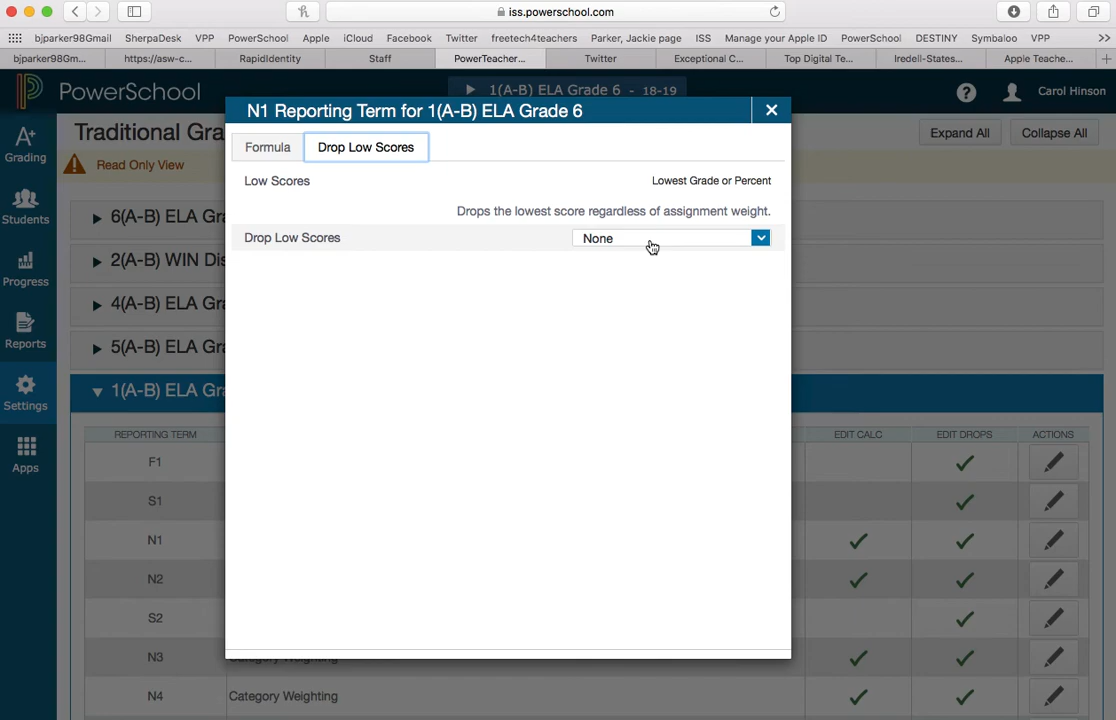 iss.powerschool.com
bjparker98Gmail SherpaDesk VPP PowerSchool Apple iCloud Facebook Twitter freetech4teachers Parker, Jackie page ISS Manage your Apple ID PowerSchool DESTINY Symbaloo VPP
bjparker98Gm... https://asw-c... RapidIdentity Staff PowerTeacher... Twitter Exceptional C... Top Digital Te... Iredell-States... Apple Teache...
PowerSchool
1(A-B) ELA Grade 6 - 18-19
Carol Hinson
N1 Reporting Term for 1(A-B) ELA Grade 6
Grading
Students
Progress
Reports
Settings
Apps
Traditional Gra
Expand All Collapse All
Read Only View
Formula Drop Low Scores
Low Scores Lowest Grade or Percent
Drops the lowest score regardless of assignment weight.
Drop Low Scores None
6(A-B) ELA Gra
2(A-B) WIN Dis
4(A-B) ELA Gra
5(A-B) ELA Gra
1(A-B) ELA Gra
REPORTING TERM EDIT CALC EDIT DROPS ACTIONS
F1
S1
N1
N2
S2
N3 Category Weighting
N4 Category Weighting